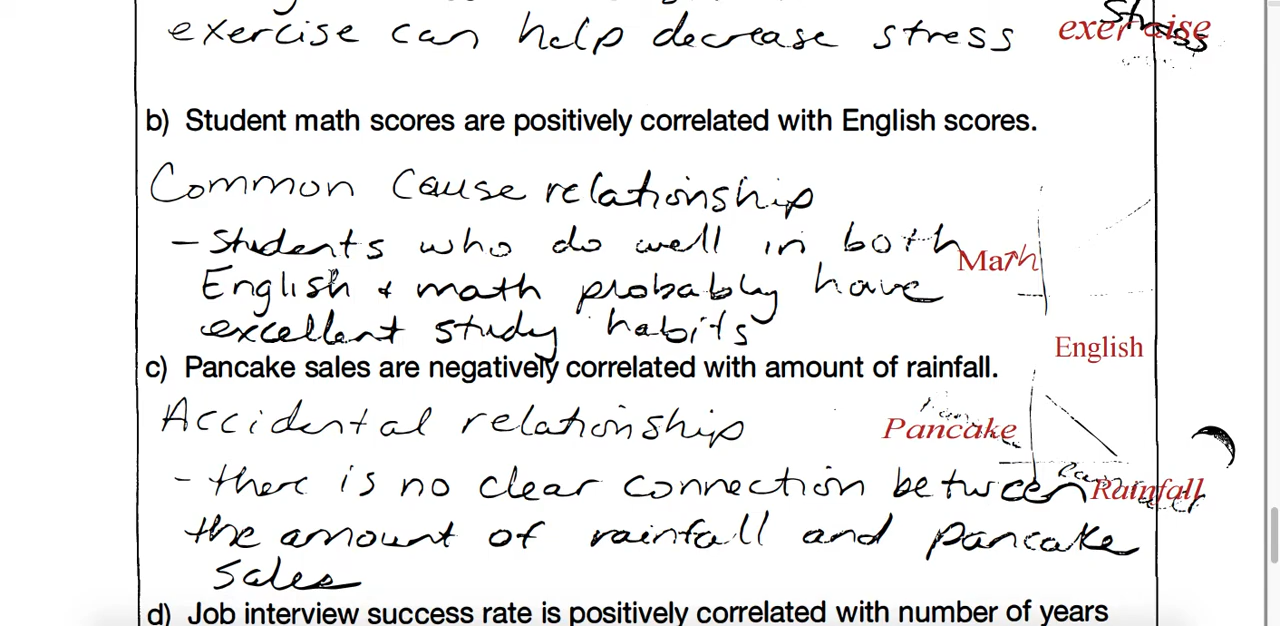 exercise can help decrease stress
stress
exercise
b) Student math scores are positively correlated with English scores.
Common cause relationship
- Students who do well in both
Math
English & math probably have
excellent study habits
English
c) Pancake sales are negatively correlated with amount of rainfall.
Accidental relationship
Pancake
- there is no clear connection between
Rainfall
the amount of rainfall and pancake
sales
d) Job interview success rate is positively correlated with number of years